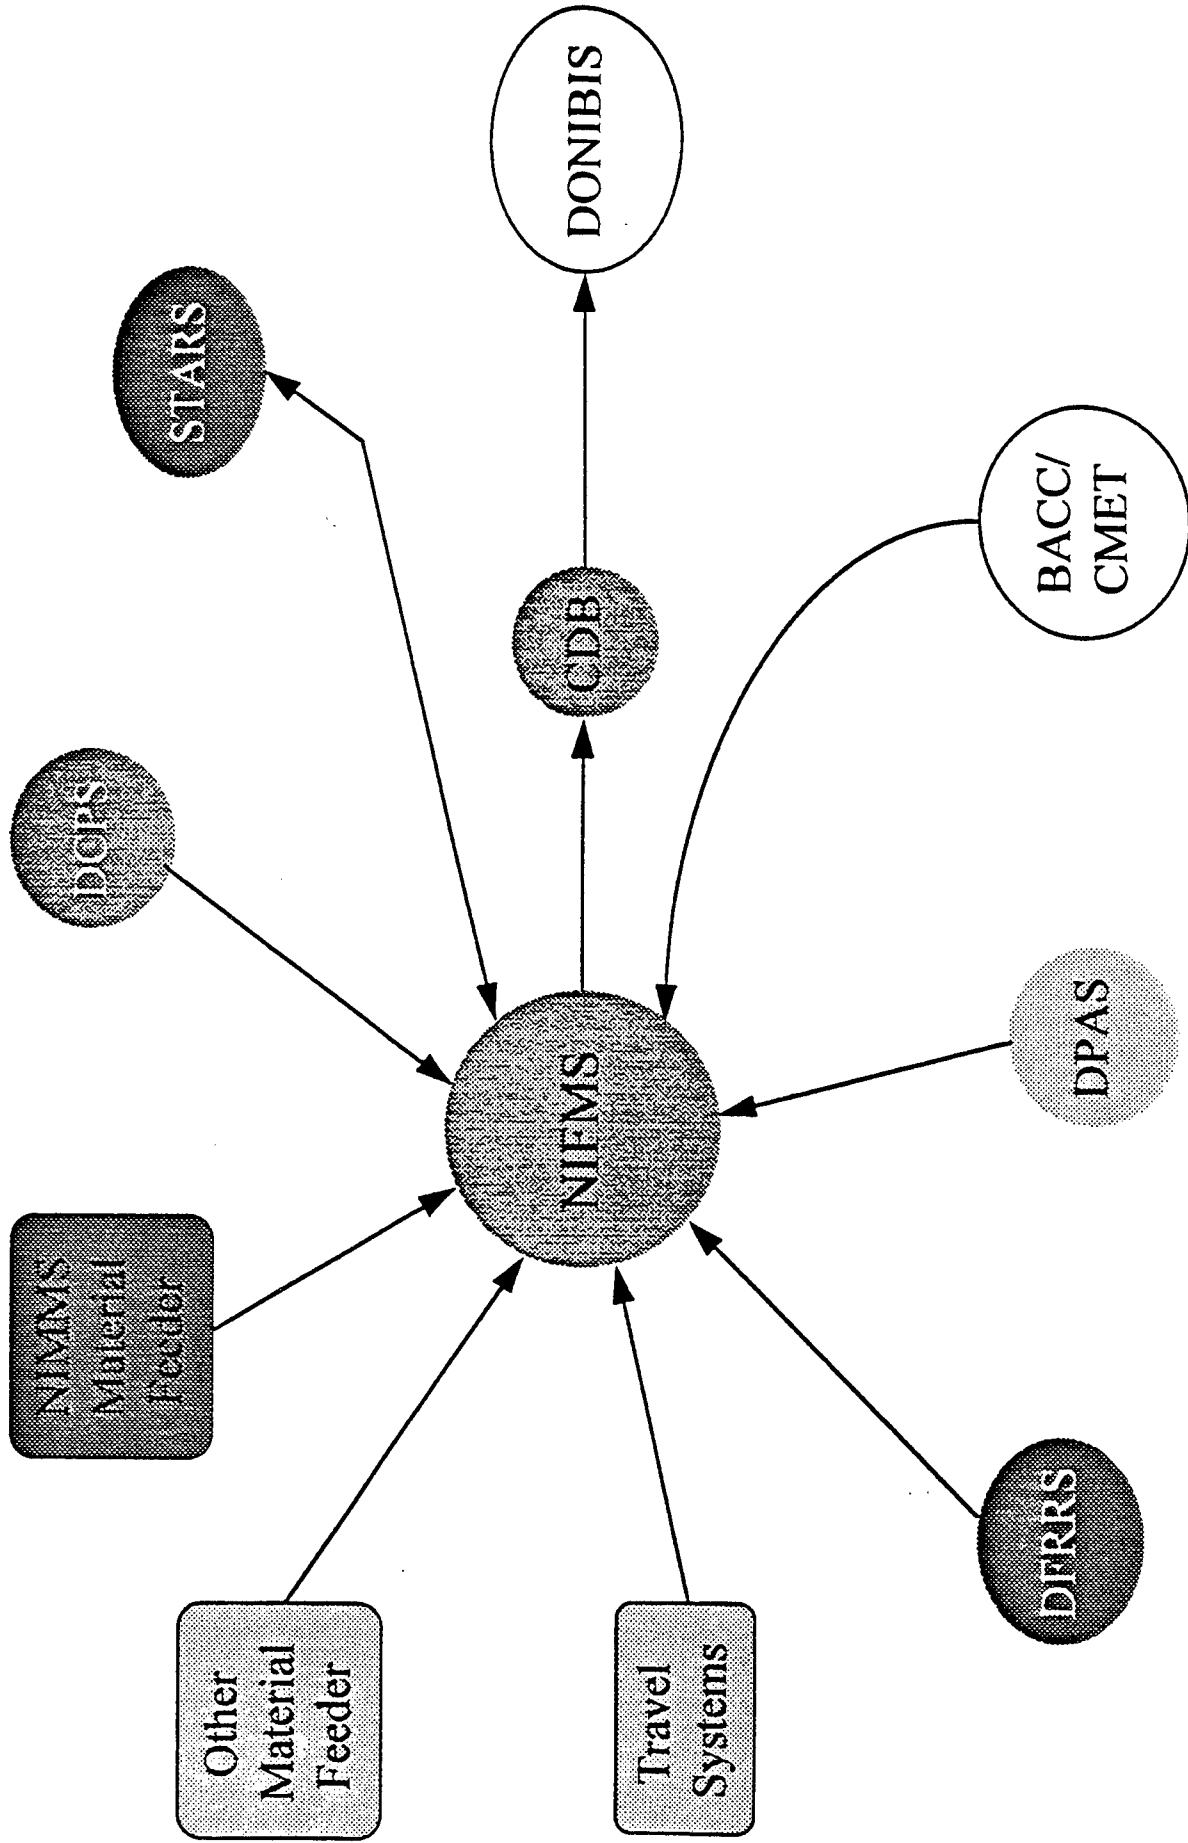 NIMMS
Material
Feeder
DCPS
STARS
Other
Material
Feeder
NIFMS
CDB
DONIBIS
Travel
Systems
DFRRS
DPAS
BACC/
CMET